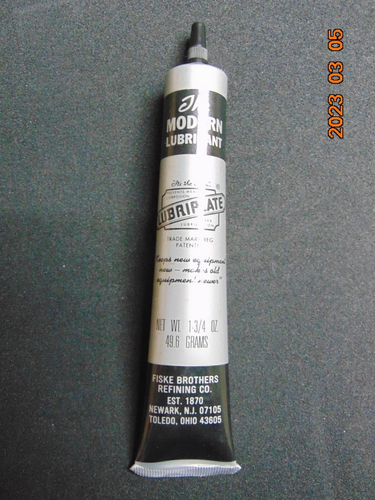 2023 03 05
The
MODERN
LUBRICANT
It's the
®
LUBRIPLATE
TRADE MARK REG
PATENTS
"Keeps new equipment
new — makes old
equipment newer"
NET WT. 1-3/4 OZ.
49.6 GRAMS
FISKE BROTHERS
REFINING CO.
EST. 1870
NEWARK, N.J. 07105
TOLEDO, OHIO 43605